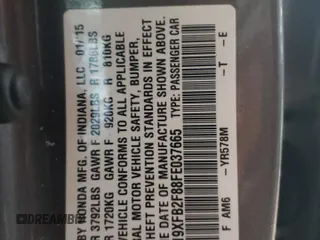 BY HONDA MFG. OF INDIANA, LLC 01/15
R 3792LBS GAWR F 2029LBS R 1786LBS
R 1720KG GAWR F 920KG R 810KG
VEHICLE CONFORMS TO ALL APPLICABLE
MOTOR VEHICLE SAFETY, BUMPER,
THEFT PREVENTION STANDARDS IN EFFECT
DATE OF MANUFACTURE SHOWN ABOVE.
9XFB2F88FE037665 TYPE: PASSENGER CAR
F AM6 -YR578M -T -E
DREAMBID